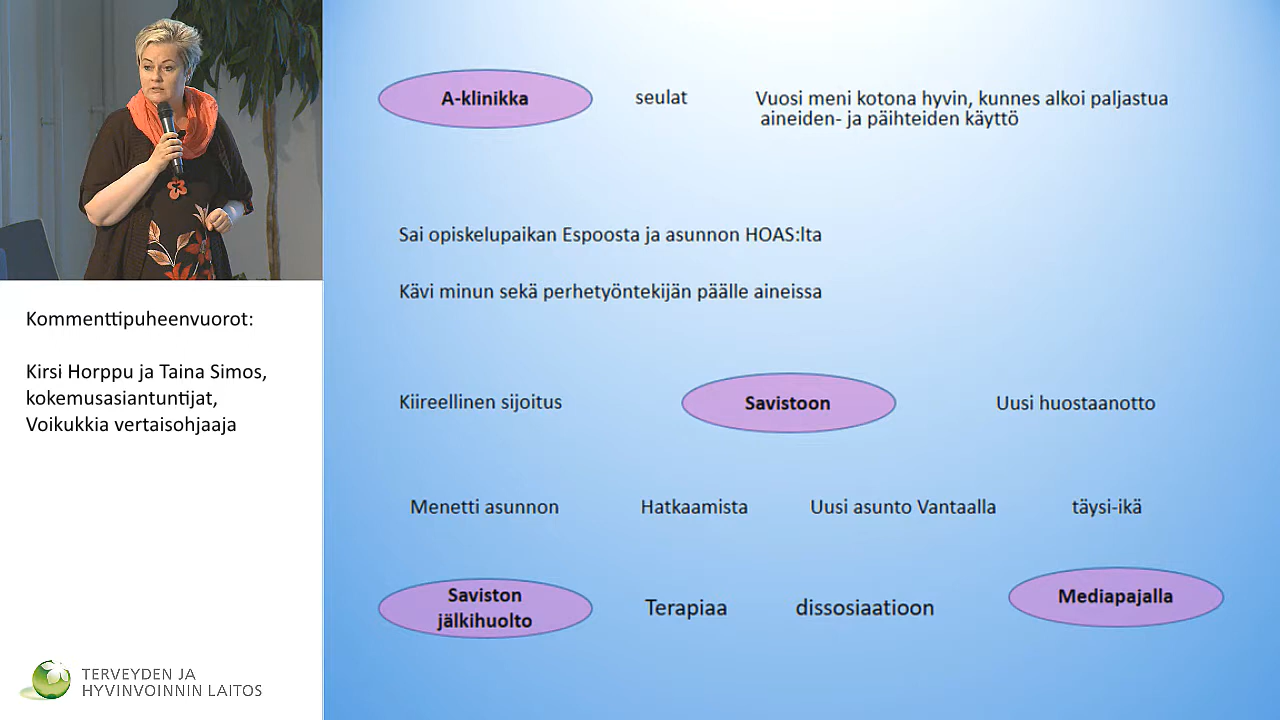 A-klinikka
seulat
Vuosi meni kotona hyvin, kunnes alkoi paljastua
aineiden- ja päihteiden käyttö
Sai opiskelupaikan Espoosta ja asunnon HOAS:lta
Kävi minun sekä perhetyöntekijän päälle aineissa
Kiireellinen sijoitus
Savistoon
Uusi huostaanotto
Menetti asunnon
Hatkaamista
Uusi asunto Vantaalla
täysi-ikä
Saviston
jälkihuolto
Terapiaa
dissosiaatioon
Mediapajalla
Kommenttipuheenvuorot:
Kirsi Horppu ja Taina Simos,
kokemusasiantuntijat,
Voikukkia vertaisohjaaja
TERVEYDEN JA
HYVINVOINNIN LAITOS